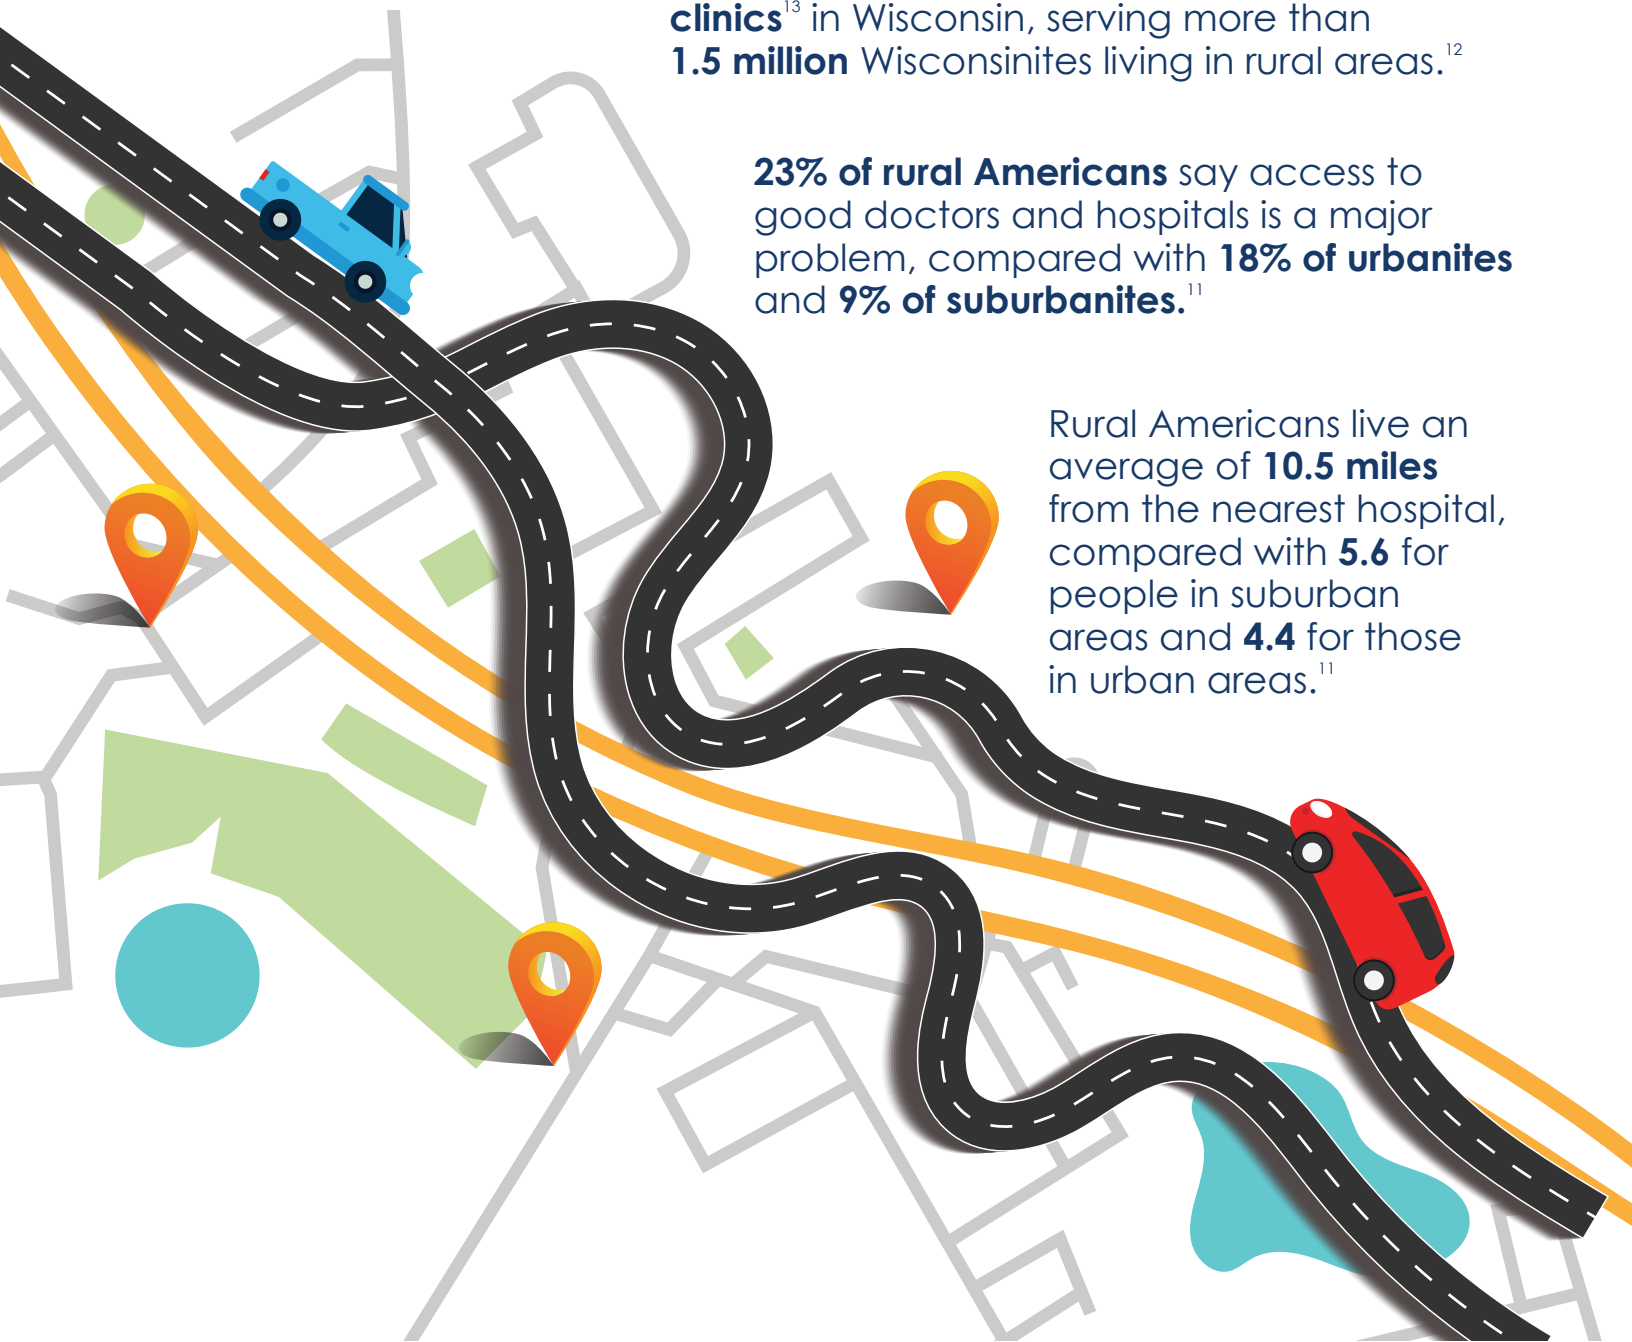 clinics¹³ in Wisconsin, serving more than
1.5 million Wisconsinites living in rural areas.¹²
23% of rural Americans say access to
good doctors and hospitals is a major
problem, compared with 18% of urbanites
and 9% of suburbanites.¹¹
Rural Americans live an
average of 10.5 miles
from the nearest hospital,
compared with 5.6 for
people in suburban
areas and 4.4 for those
in urban areas.¹¹